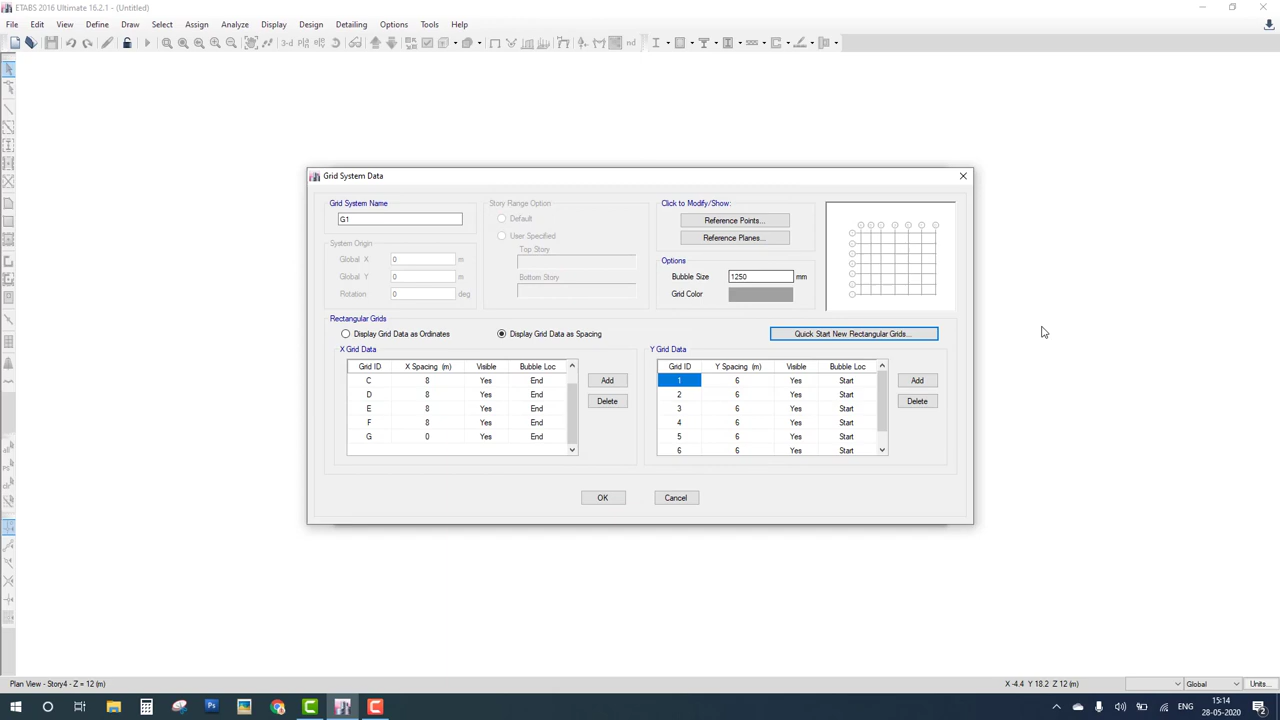 ETABS 2016 Ultimate 16.2.1 - (Untitled)
File Edit View Define Draw Select Assign Analyze Display Design Detailing Options Tools Help
3-d nd
Grid System Data
Grid System Name
G1
System Origin
Global X 0 m
Global Y 0 m
Rotation 0 deg
Story Range Option
Default
User Specified
Top Story
Bottom Story
Click to Modify/Show:
Reference Points...
Reference Planes...
Options
Bubble Size 1250 mm
Grid Color
Rectangular Grids
Display Grid Data as Ordinates
Display Grid Data as Spacing
Quick Start New Rectangular Grids...
X Grid Data
Grid ID X Spacing (m) Visible Bubble Loc
C 8 Yes End
D 8 Yes End
E 8 Yes End
F 8 Yes End
G 0 Yes End
Add
Delete
Y Grid Data
Grid ID Y Spacing (m) Visible Bubble Loc
1 6 Yes Start
2 6 Yes Start
3 6 Yes Start
4 6 Yes Start
5 6 Yes Start
6 6 Yes Start
Add
Delete
OK
Cancel
Plan View - Story4 - Z = 12 (m)
X -4.4 Y 18.2 Z 12 (m)
Global
Units...
Ps
ENG
15:14
28-05-2020
2